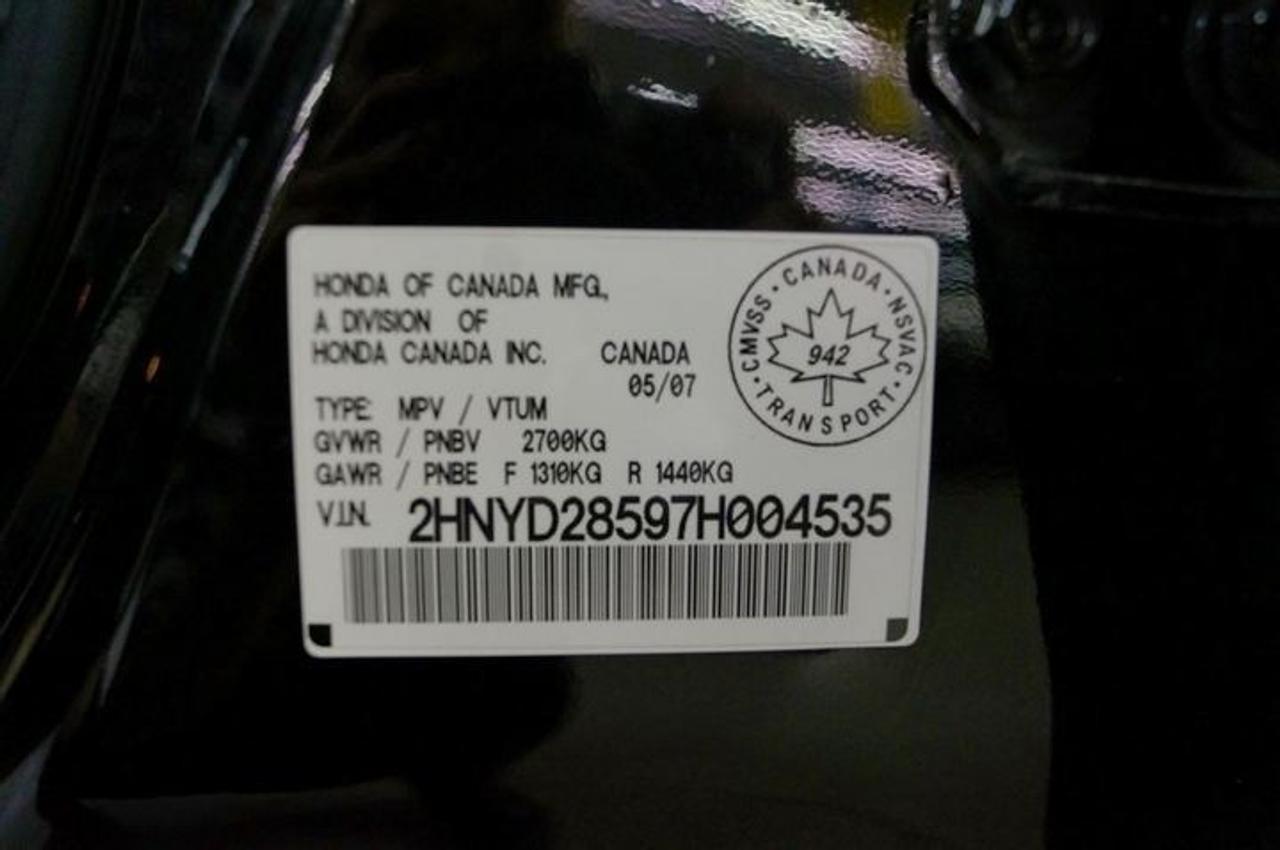 HONDA OF CANADA MFG.,
A DIVISION OF
HONDA CANADA INC. CANADA
05/07
TYPE: MPV / VTUM
GVWR / PNBV 2700KG
GAWR / PNBE F 1310KG R 1440KG
V.I.N. 2HNYD28597H004535
CMVSS · CANADA · NSVAC · TRANSPORT ·
942